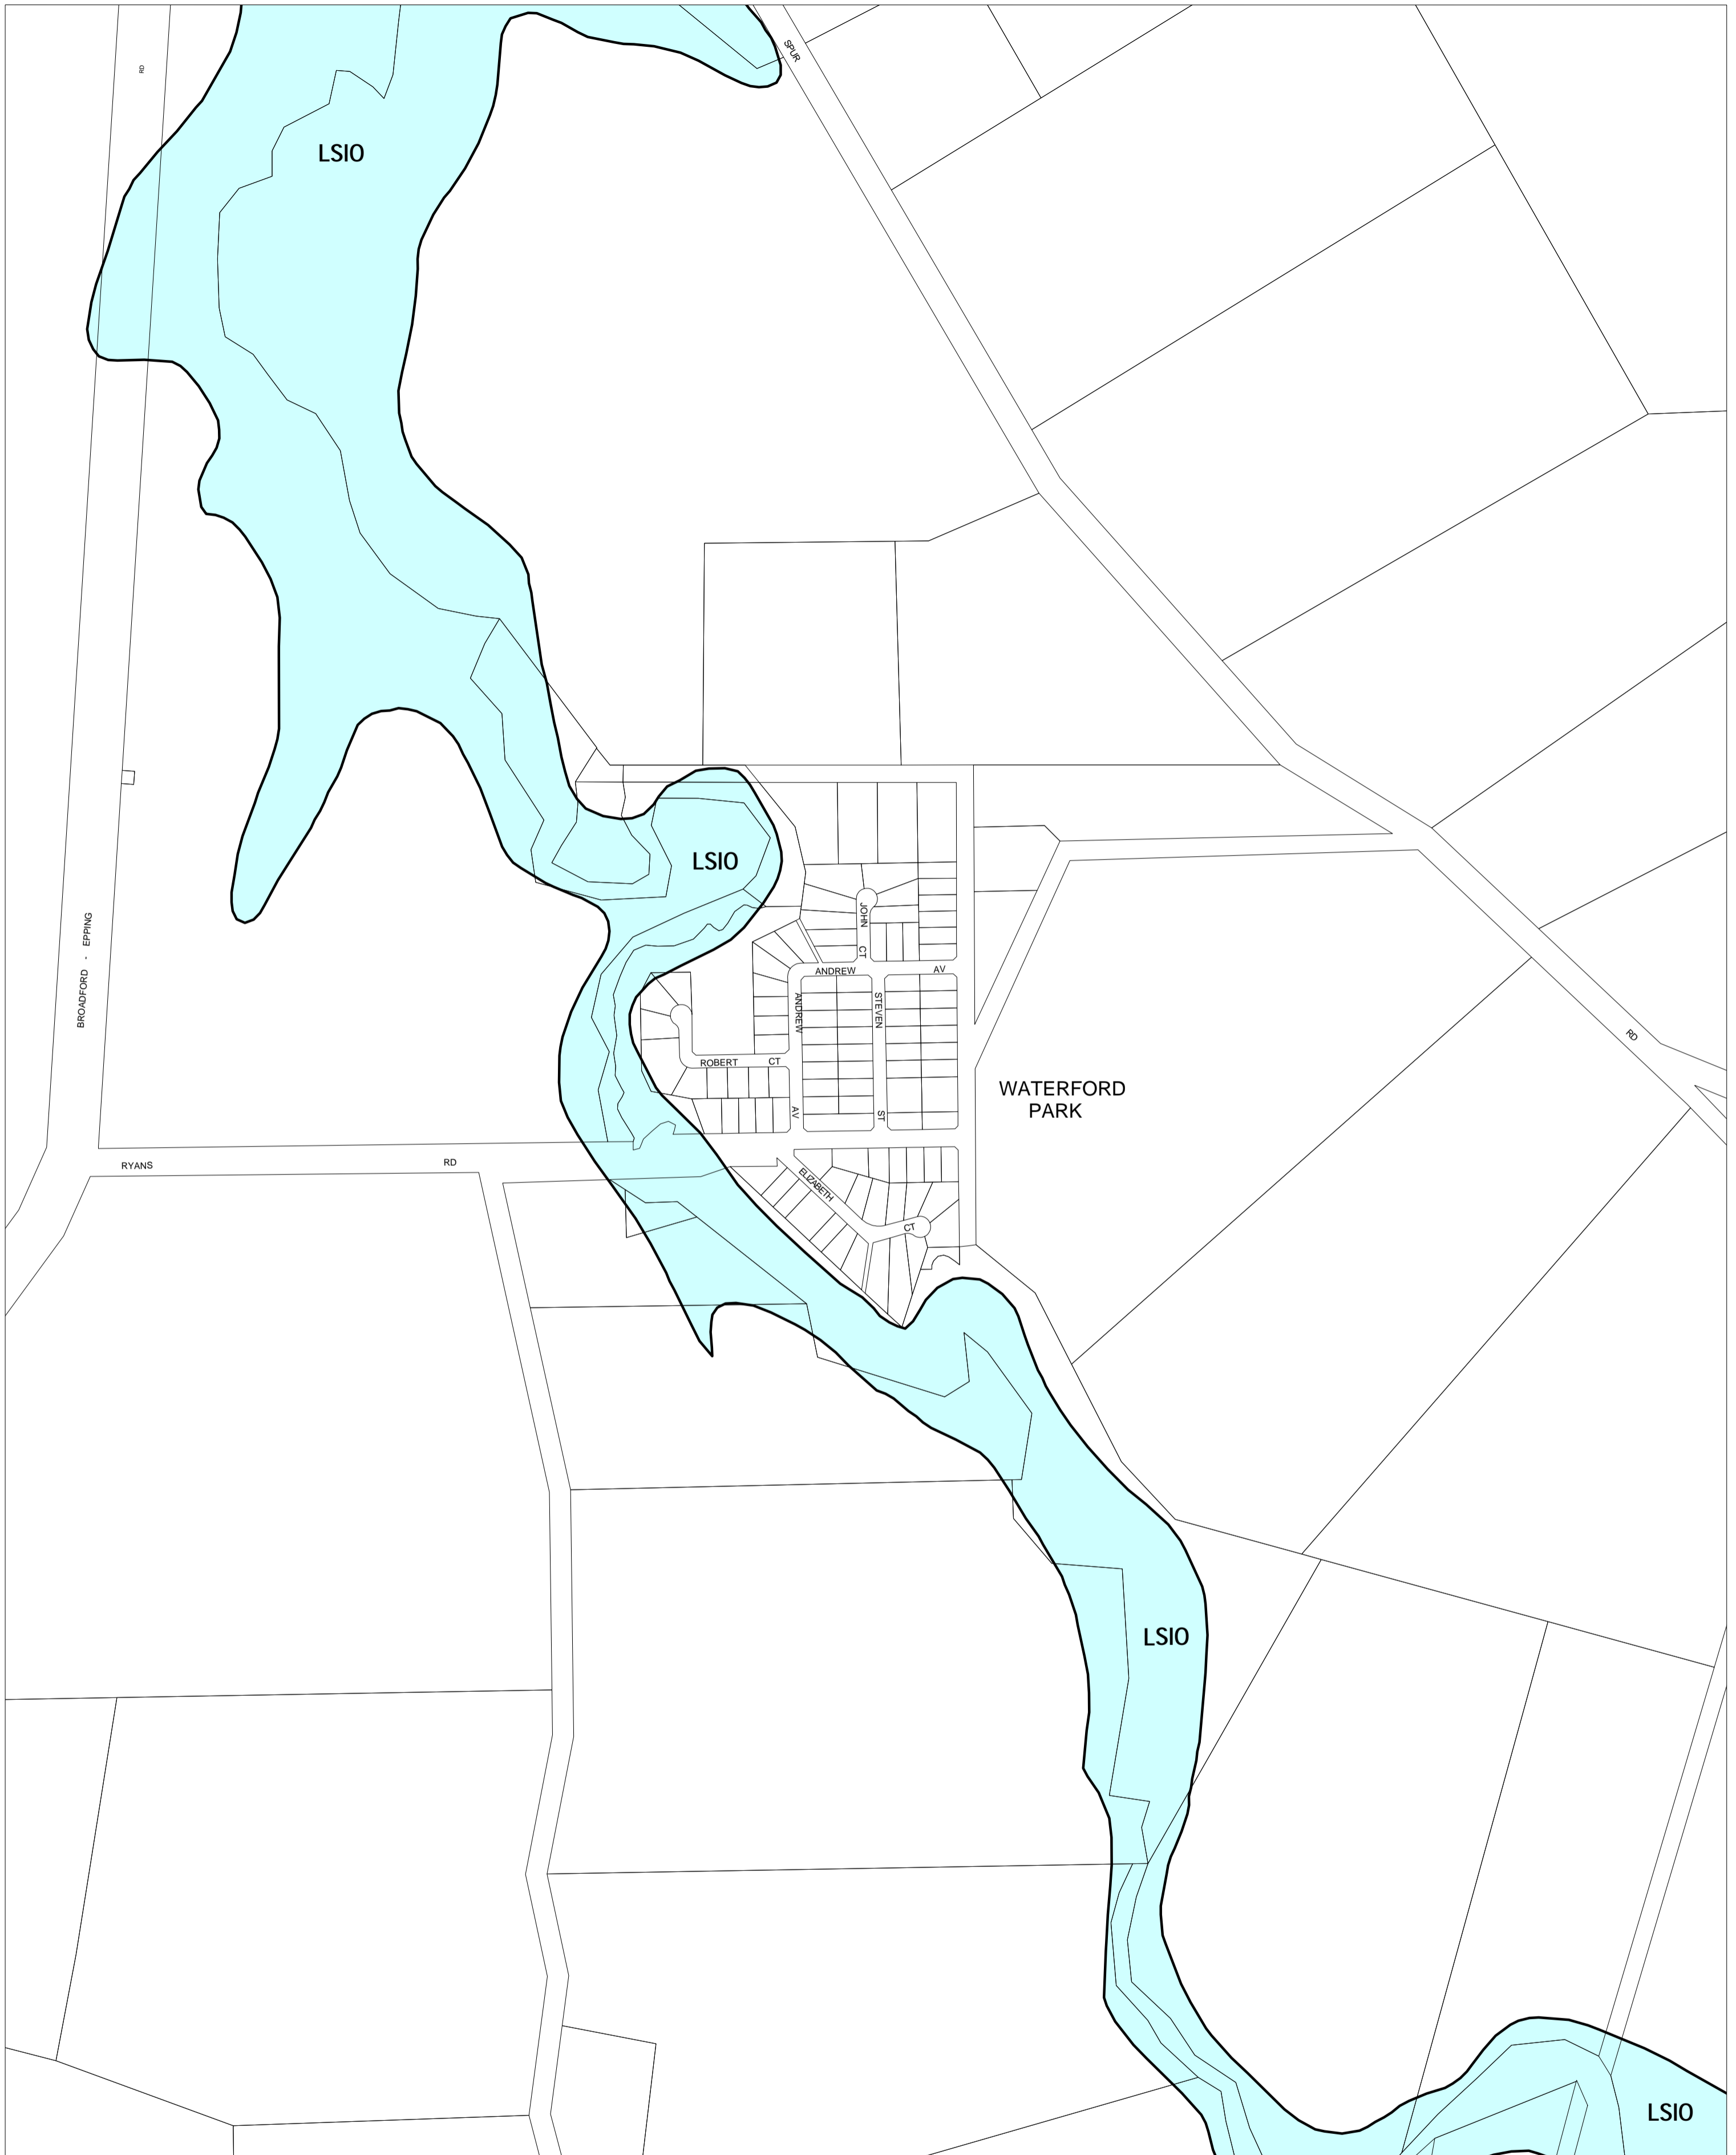 RD
SPUR
LSIO
LSIO
JOHN
CT
ANDREW
AV
BROADFORD - EPPING
ANDREW
STEVEN
RD
ROBERT CT
WATERFORD
PARK
AV
ST
RYANS
RD
ELIZABETH
CT
LSIO
LSIO